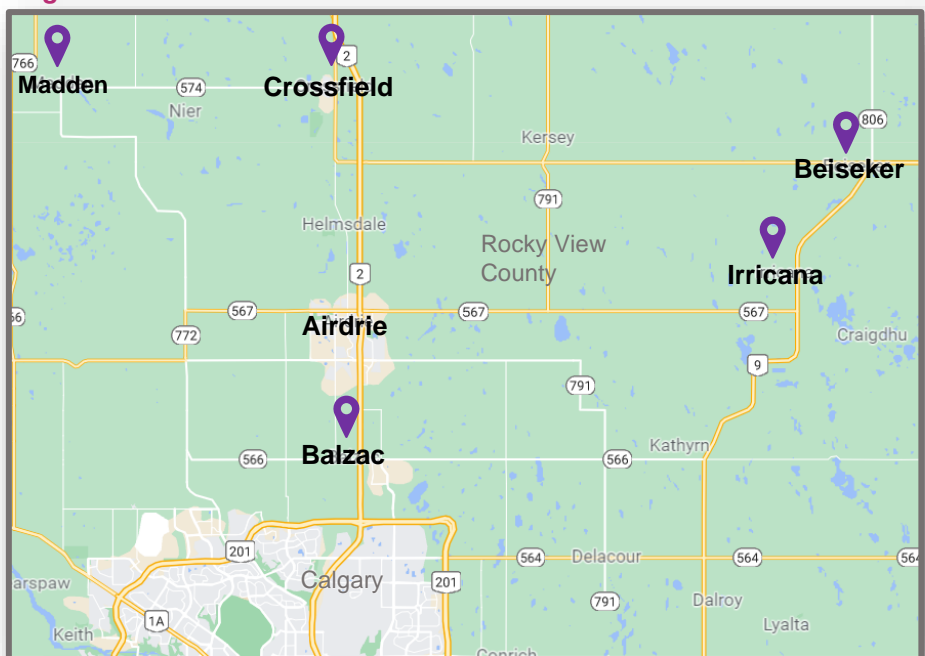 766
Madden
574
Nier
Crossfield
2
Kersey
806
Beiseker
791
Helmsdale
Rocky View
County
Irricana
2
567
567
567
Airdrie
772
Craigdhu
9
791
Balzac
566
566
Kathyrn
201
Calgary
201
564
Delacour
564
564
791
1A
Dalroy
Lyalta
Keith